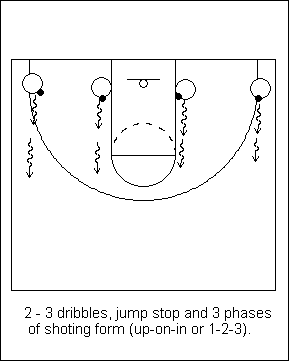 2 - 3 dribbles, jump stop and 3 phases
of shoting form (up-on-in or 1-2-3).